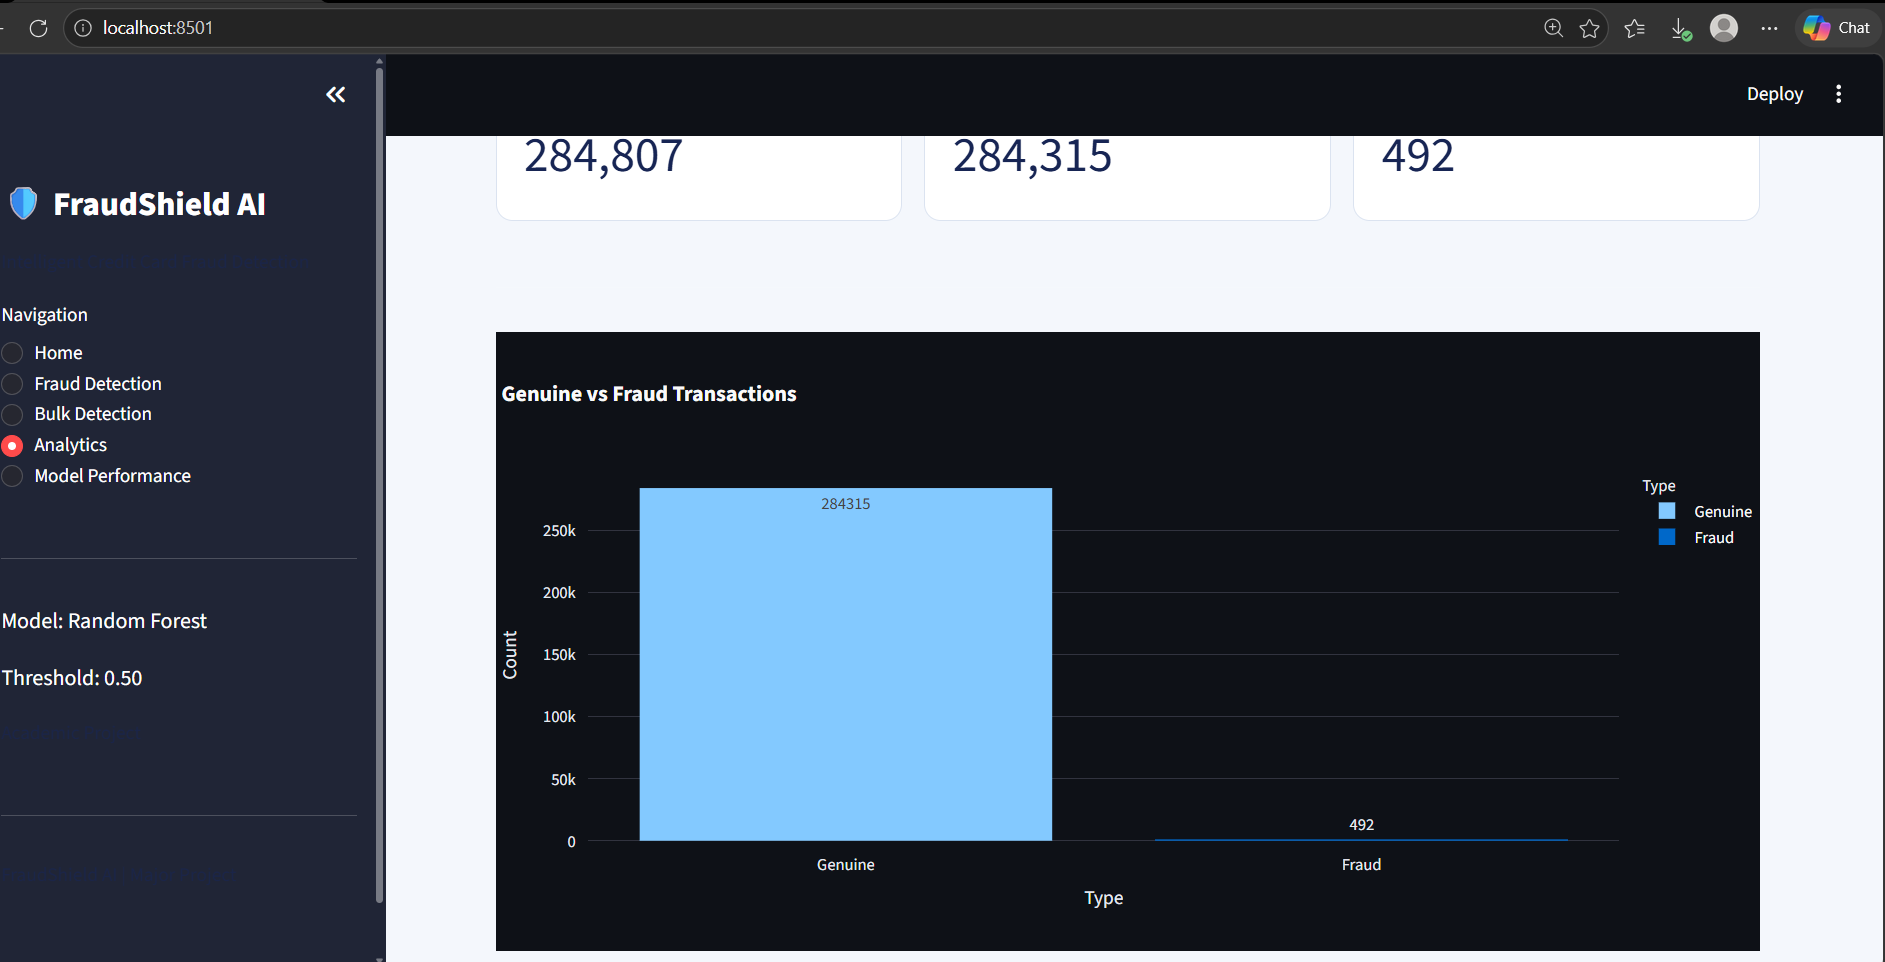 localhost:8501
Chat
Deploy
FraudShield AI
Navigation
Home
Fraud Detection
Bulk Detection
Analytics
Model Performance
Model: Random Forest
Threshold: 0.50
284,807
284,315
492
Genuine vs Fraud Transactions
284315
Type
Genuine
Fraud
250k
200k
150k
100k
50k
0
Count
492
Genuine
Fraud
Type